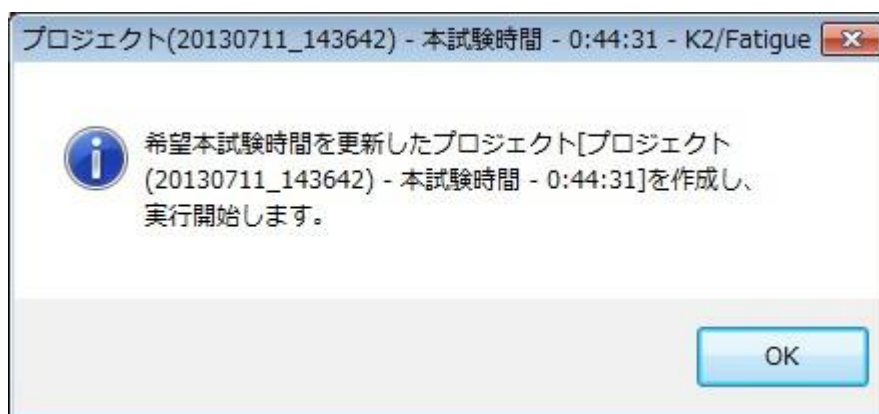 プロジェクト(20130711_143642) - 本試験時間 - 0:44:31 - K2/Fatigue
希望本試験時間を更新したプロジェクト[プロジェクト
(20130711_143642) - 本試験時間 - 0:44:31]を作成し、
実行開始します。
OK